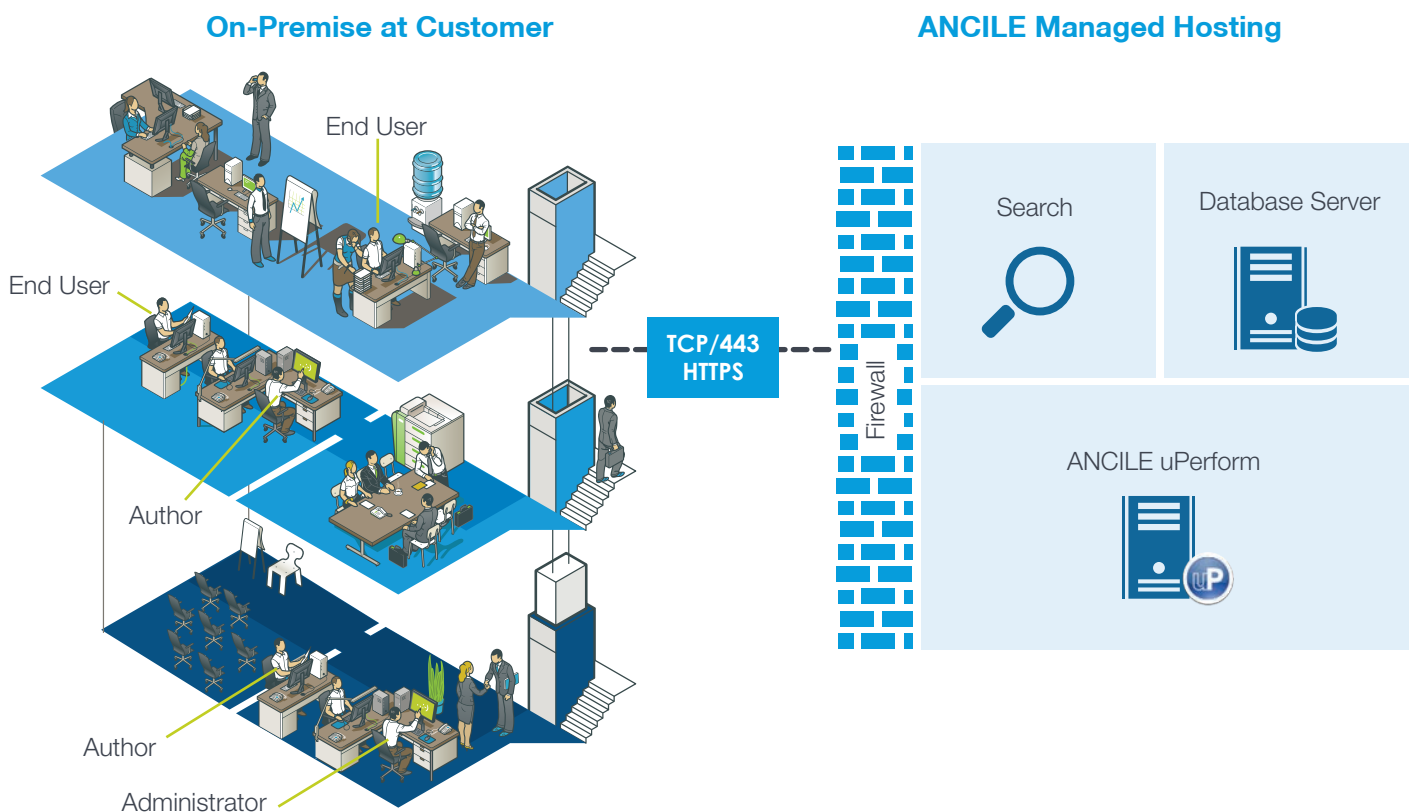 On-Premise at Customer
ANCILE Managed Hosting
End User
End User
Author
Author
Administrator
TCP/443
HTTPS
Firewall
Search
Database Server
ANCILE uPerform
uP